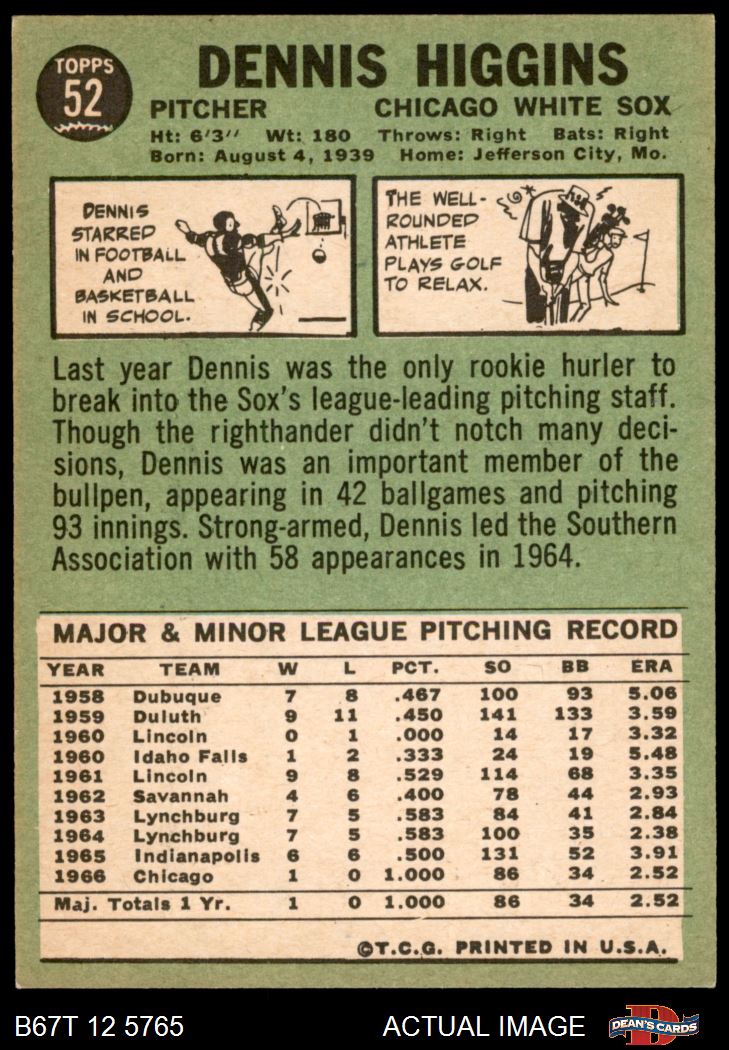 TOPPS
52
DENNIS HIGGINS
PITCHER CHICAGO WHITE SOX
Ht: 6'3" Wt: 180 Throws: Right Bats: Right
Born: August 4, 1939 Home: Jefferson City, Mo.
DENNIS
STARRED
IN FOOTBALL
AND
BASKETBALL
IN SCHOOL.
THE WELL-
ROUNDED
ATHLETE
PLAYS GOLF
TO RELAX.
Last year Dennis was the only rookie hurler to
break into the Sox's league-leading pitching staff.
Though the righthander didn't notch many deci-
sions, Dennis was an important member of the
bullpen, appearing in 42 ballgames and pitching
93 innings. Strong-armed, Dennis led the Southern
Association with 58 appearances in 1964.
MAJOR & MINOR LEAGUE PITCHING RECORD
YEAR TEAM W L PCT. SO BB ERA
1958 Dubuque 7 8 .467 100 93 5.06
1959 Duluth 9 11 .450 141 133 3.59
1960 Lincoln 0 1 .000 14 17 3.32
1960 Idaho Falls 1 2 .333 24 19 5.48
1961 Lincoln 9 8 .529 114 68 3.35
1962 Savannah 4 6 .400 78 44 2.93
1963 Lynchburg 7 5 .583 84 41 2.84
1964 Lynchburg 7 5 .583 100 35 2.38
1965 Indianapolis 6 6 .500 131 52 3.91
1966 Chicago 1 0 1.000 86 34 2.52
Maj. Totals 1 Yr. 1 0 1.000 86 34 2.52
©T.C.G. PRINTED IN U.S.A.
B67T 12 5765 ACTUAL IMAGE DEAN'S CARDS